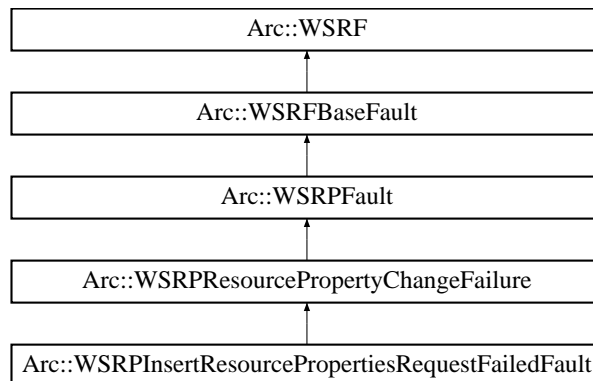 Arc::WSRF
Arc::WSRFBaseFault
Arc::WSRPFault
Arc::WSRPResourcePropertyChangeFailure
Arc::WSRPInsertResourcePropertiesRequestFailedFault